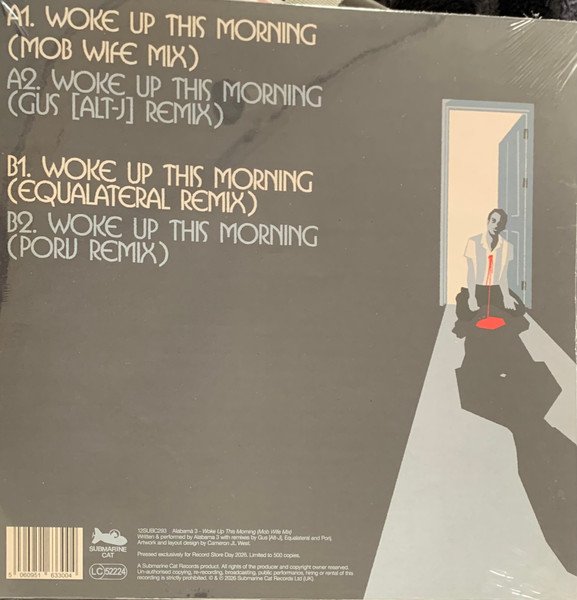 A1. WOKE UP THIS MORNING
(MOB WIFE MIX)
A2. WOKE UP THIS MORNING
(GUS [ALT-J] REMIX)
B1. WOKE UP THIS MORNING
(EQUALATERAL REMIX)
B2. WOKE UP THIS MORNING
(PORIJ REMIX)
SUBMARINE
CAT
5 060951 633004
LC 52224
12SUBC293 Alabama 3 - Woke Up This Morning (Mob Wife Mix)
Written & performed by Alabama 3 with remixes by Gus [Alt-J], Equalateral and Porij.
Artwork and layout design by Cameron JL West.
Pressed exclusively for Record Store Day 2026. Limited to 500 copies.
A Submarine Cat Records product. All rights of the producer and copyright owner reserved.
Un-authorised copying, re-recording, broadcasting, public performance, hiring or rental of this
recording is strictly prohibited. ℗ & © 2026 Submarine Cat Records Ltd (UK)